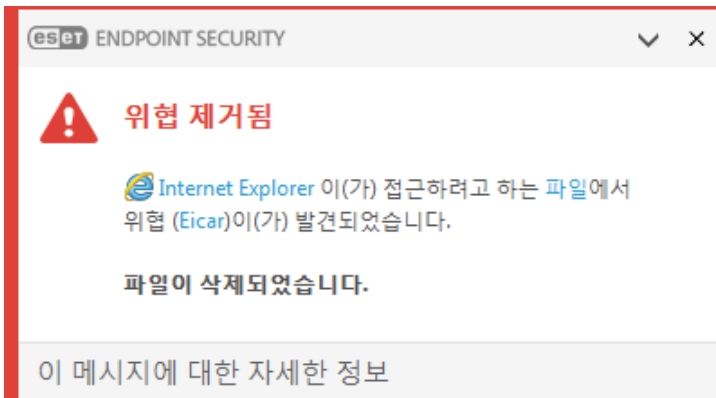 eset ENDPOINT SECURITY
위협 제거됨
Internet Explorer 이(가) 접근하려고 하는 파일에서
위협 (Eicar)이(가) 발견되었습니다.
파일이 삭제되었습니다.
이 메시지에 대한 자세한 정보